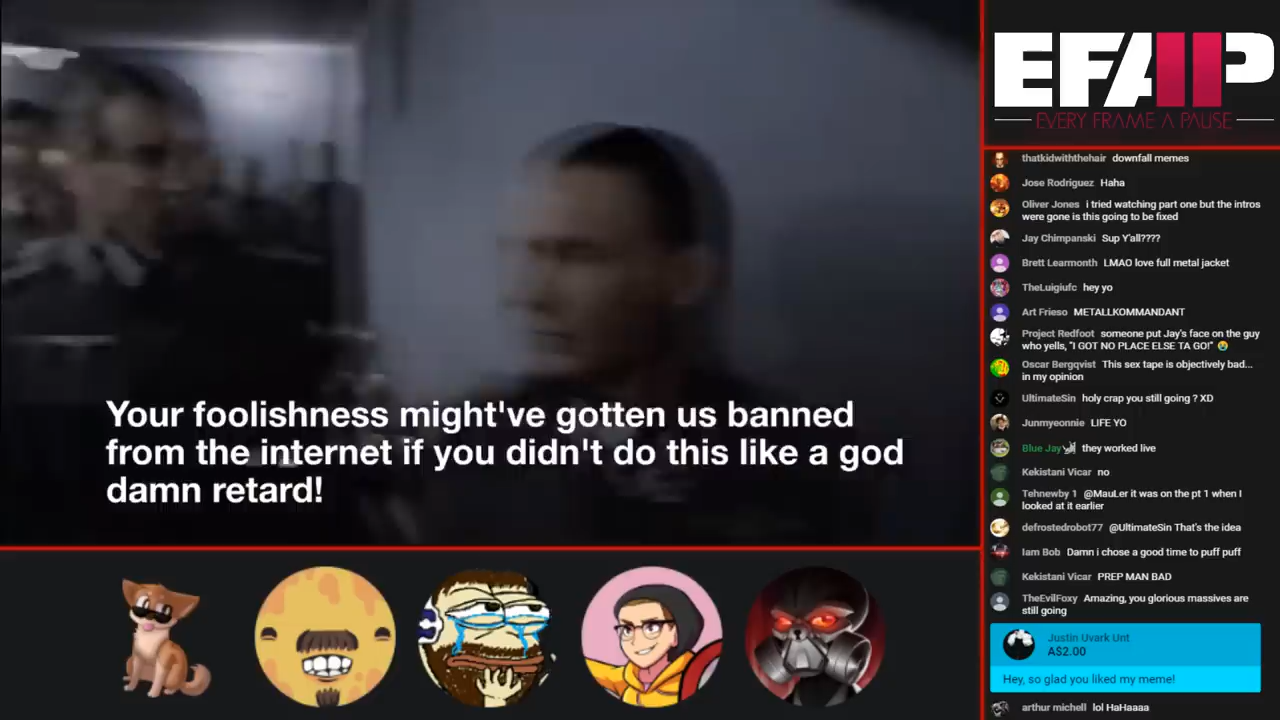 Your foolishness might've gotten us banned
from the internet if you didn't do this like a god
damn retard!
EFAP
EVERY FRAME A PAUSE
thatkidwiththehair downfall memes
Jose Rodriguez Haha
Oliver Jones i tried watching part one but the intros
were gone is this going to be fixed
Jay Chimpanski Sup Y'all????
Brett Learmonth LMAO love full metal jacket
TheLuigiufc hey yo
Art Frieso METALLKOMMANDANT
Project Redfoot someone put Jay's face on the guy
who yells, "I GOT NO PLACE ELSE TA GO!" 😭
Oscar Bergqvist This sex tape is objectively bad...
in my opinion
UltimateSin holy crap you still going ? XD
Junmyeonnie LIFE YO
Blue Jay they worked live
Kekistani Vicar no
Tehnewby 1 @MauLer it was on the pt 1 when I
looked at it earlier
defrostedrobot77 @UltimateSin That's the idea
Iam Bob Damn i chose a good time to puff puff
Kekistani Vicar PREP MAN BAD
TheEvilFoxy Amazing, you glorious massives are
still going
Justin Uvark Unt
A$2.00
Hey, so glad you liked my meme!
arthur michell lol HaHaaaa